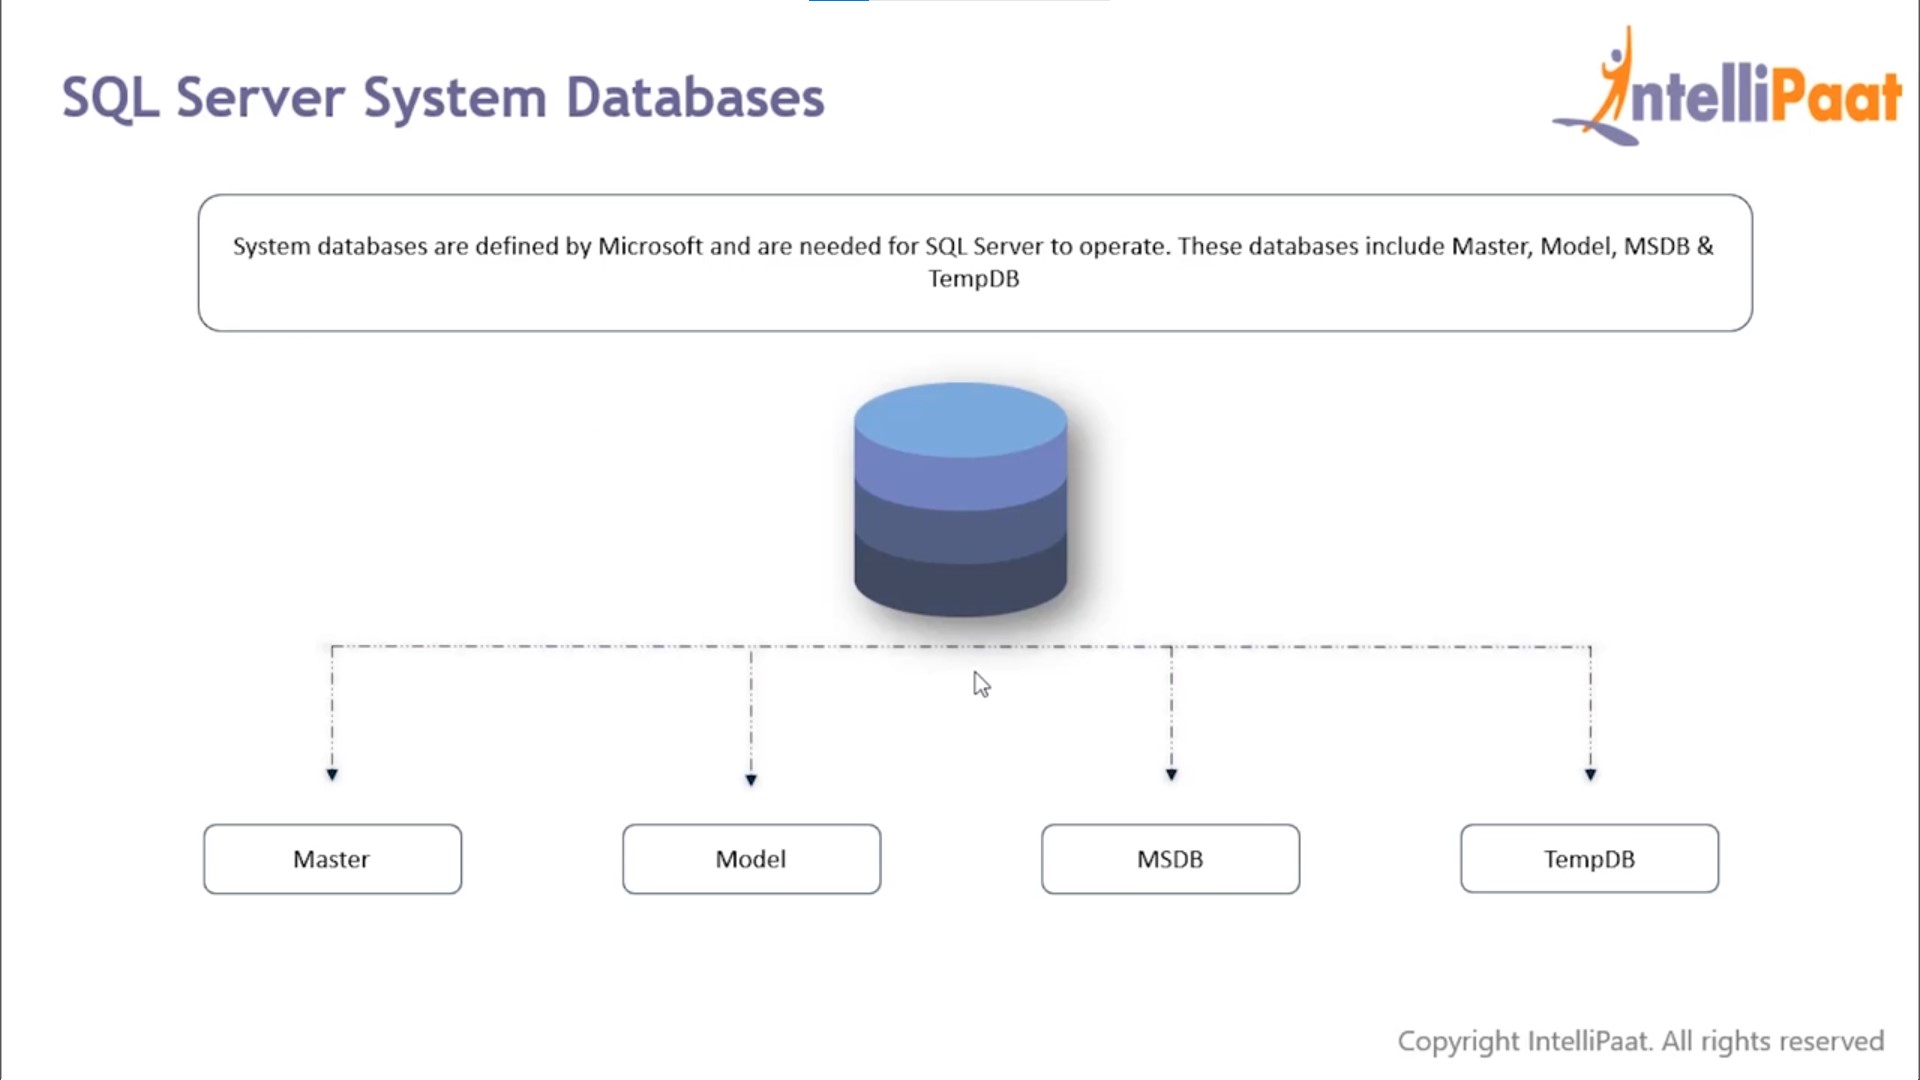 SQL Server System Databases
IntelliPaat
System databases are defined by Microsoft and are needed for SQL Server to operate. These databases include Master, Model, MSDB &
TempDB
Master
Model
MSDB
TempDB
Copyright IntelliPaat. All rights reserved